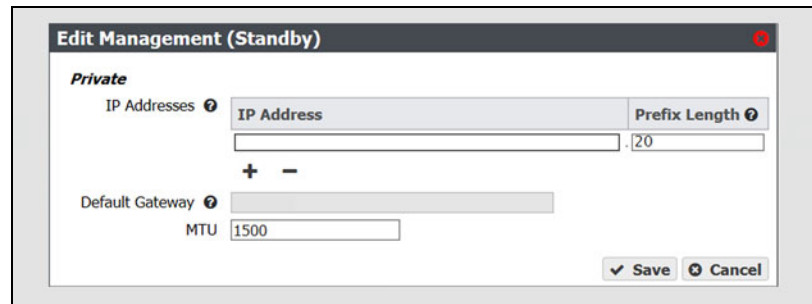 Edit Management (Standby)
Private
IP Addresses
IP Address Prefix Length
. 20
+ −
Default Gateway
MTU 1500
Save Cancel